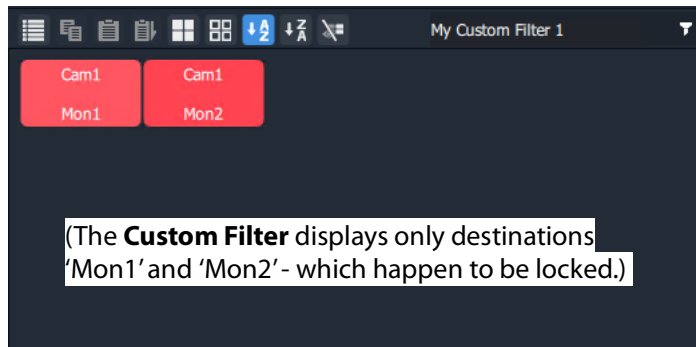 A Z Z A My Custom Filter 1
Cam1 Cam1
Mon1 Mon2
(The Custom Filter displays only destinations
‘Mon1’ and ‘Mon2’ - which happen to be locked.)